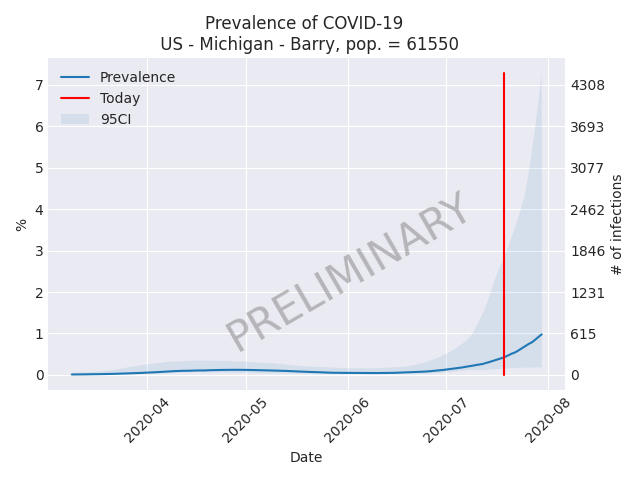 Prevalence of COVID-19
US - Michigan - Barry, pop. = 61550
Prevalence
Today
95CI
7
6
5
4
3
2
1
0
%
4308
3693
3077
2462
1846
1231
615
0
# of infections
PRELIMINARY
2020-04
2020-05
2020-06
2020-07
2020-08
Date